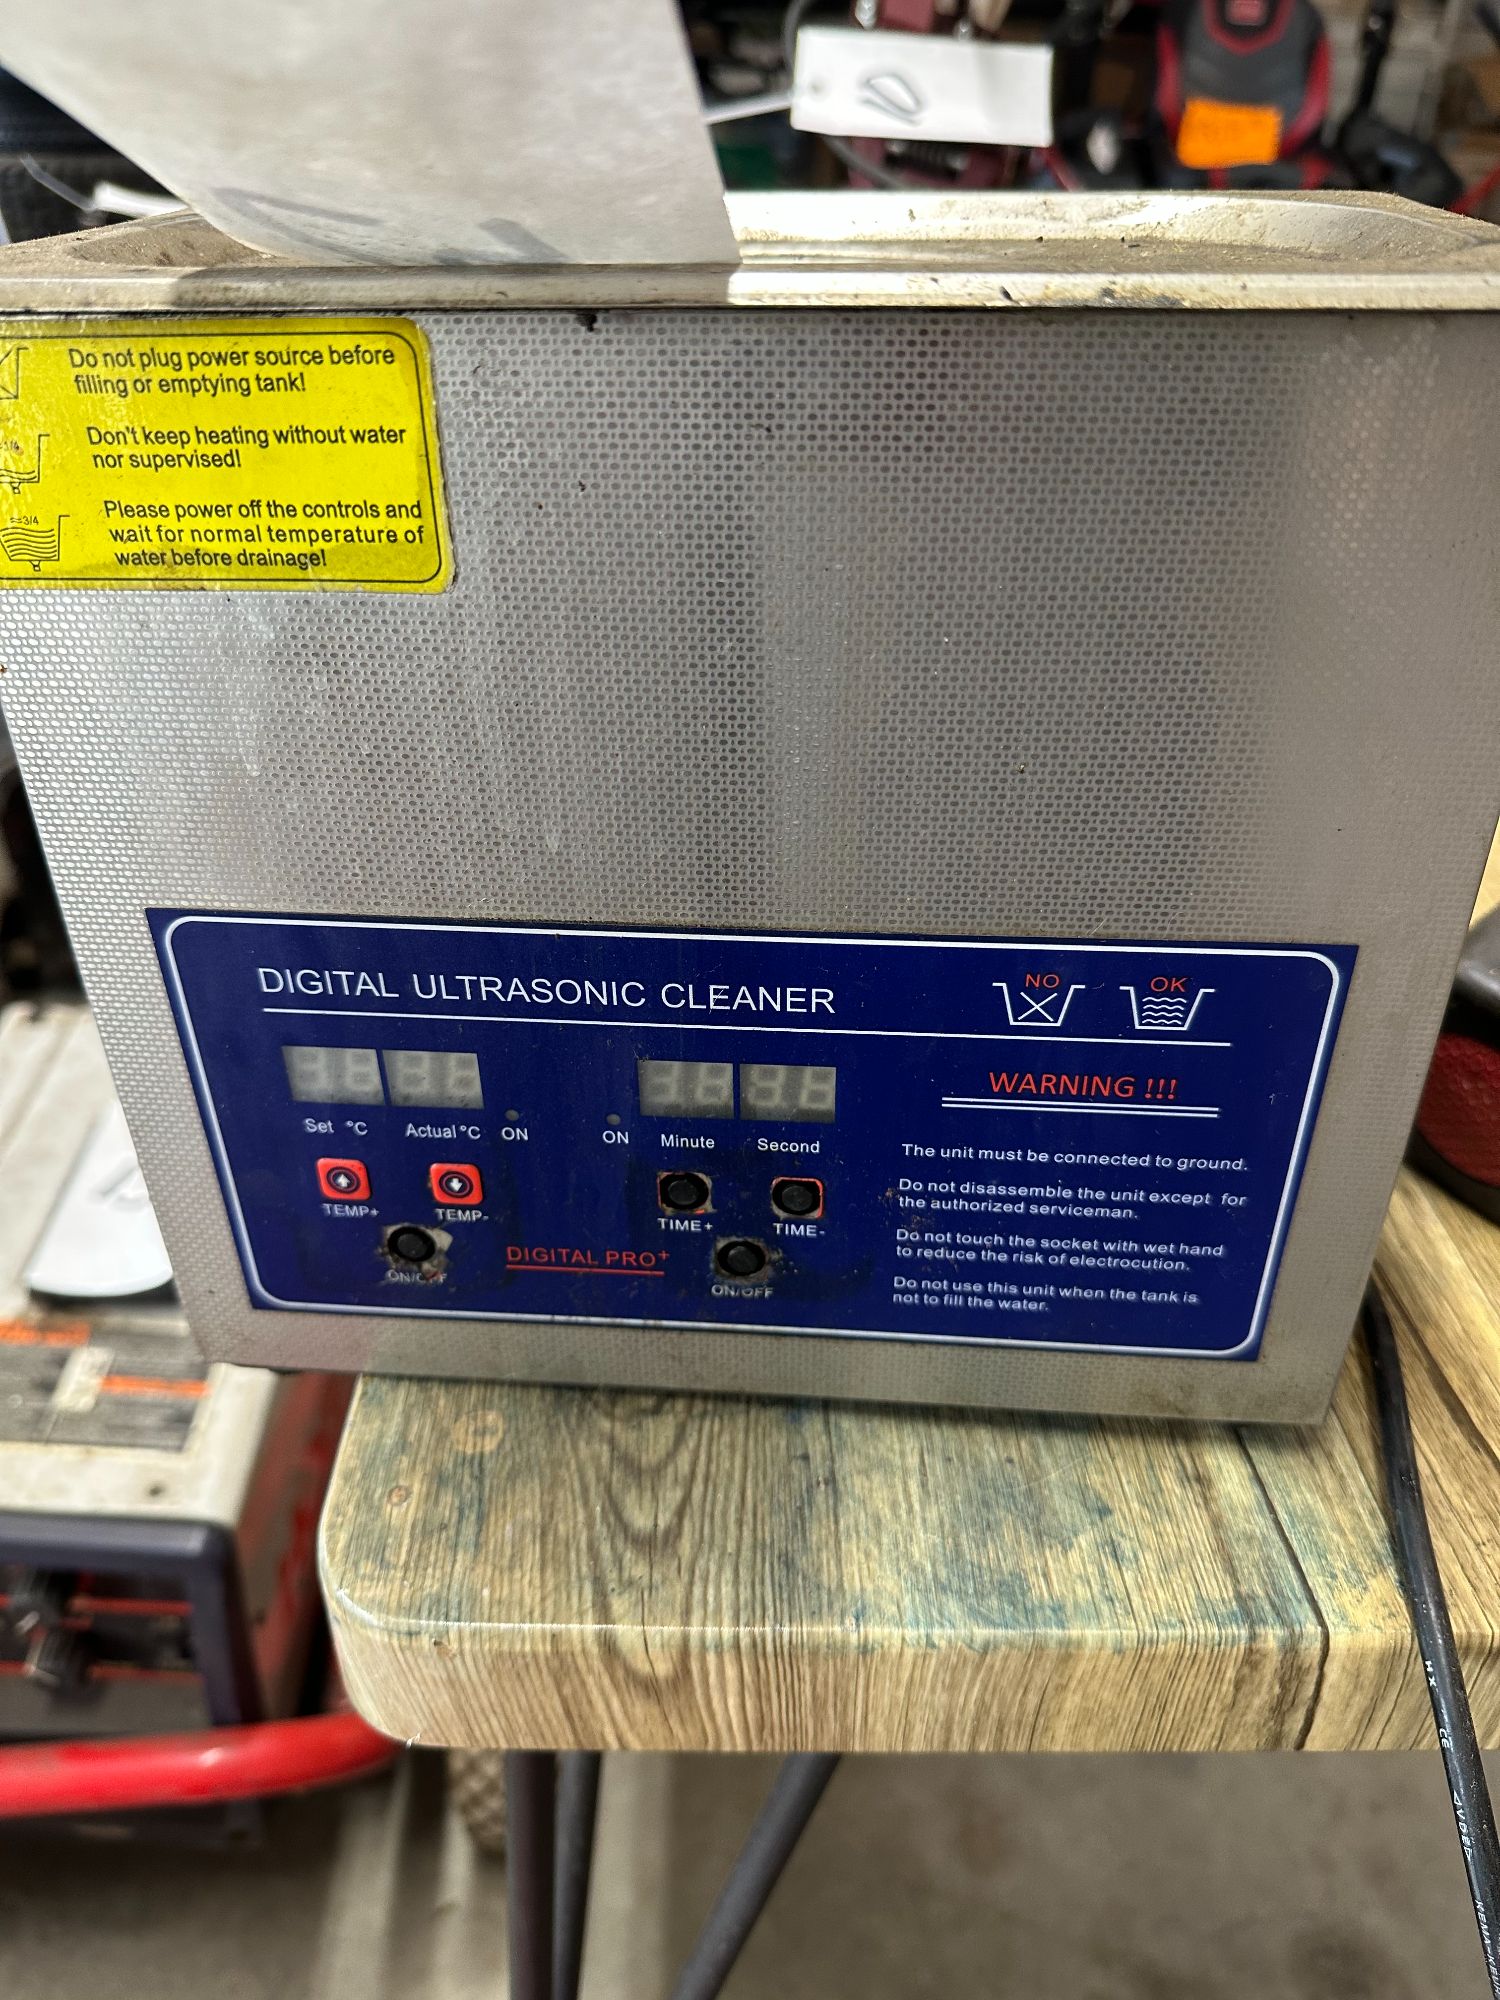 10
Do not plug power source before
filling or emptying tank!
Don't keep heating without water
nor supervised!
≈3/4
Please power off the controls and
wait for normal temperature of
water before drainage!
DIGITAL ULTRASONIC CLEANER
NO
OK
WARNING !!!
Set °C
Actual °C
ON
ON
Minute
Second
TEMP+
TEMP-
TIME+
TIME-
ON/OFF
DIGITAL PRO+
ON/OFF
The unit must be connected to ground.
Do not disassemble the unit except for
the authorized serviceman.
Do not touch the socket with wet hand
to reduce the risk of electrocution.
Do not use this unit when the tank is
not to fill the water.